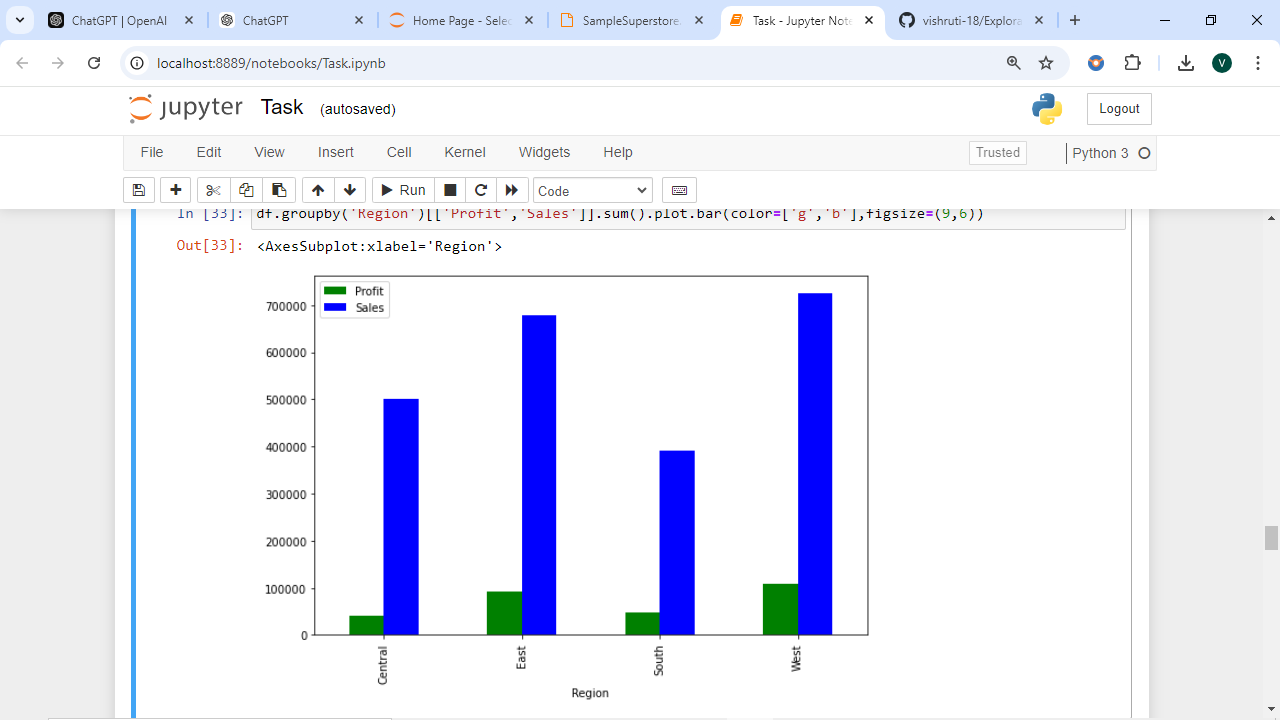 ChatGPT | OpenAI
ChatGPT
Home Page - Selec
SampleSuperstore.
Task - Jupyter Note
vishruti-18/Explora
localhost:8889/notebooks/Task.ipynb
V
jupyter Task (autosaved)
Logout
File Edit View Insert Cell Kernel Widgets Help
Trusted
Python 3
Run
Code
In [33]: df.groupby('Region')[['Profit','Sales']].sum().plot.bar(color=['g','b'],figsize=(9,6))
Out[33]: <AxesSubplot:xlabel='Region'>
Profit
Sales
700000
600000
500000
400000
300000
200000
100000
0
Central
East
South
West
Region